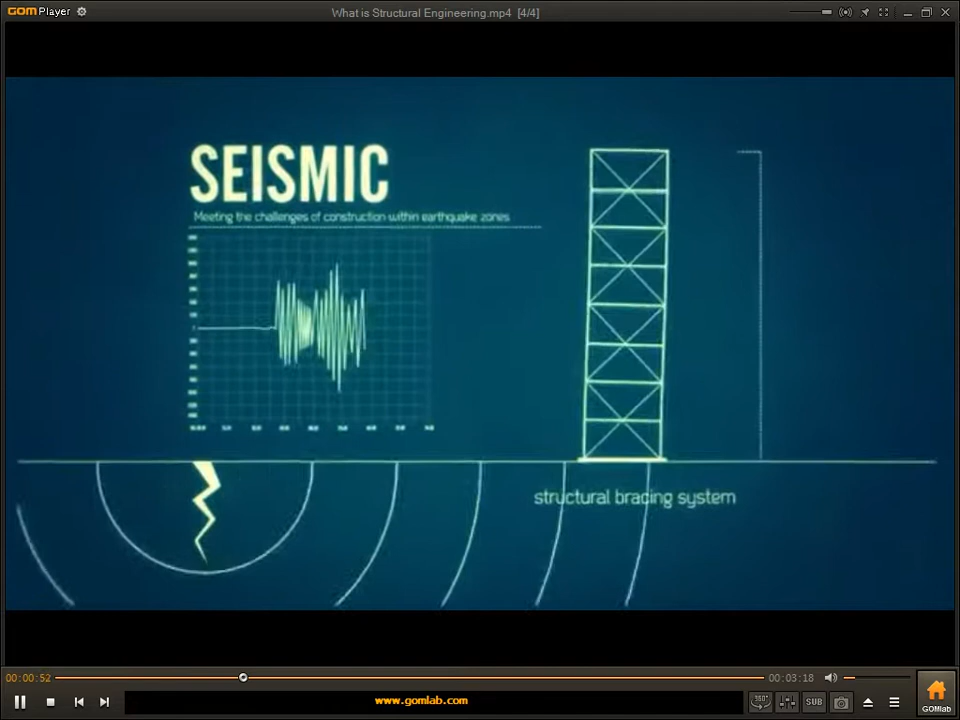 GOM Player
What is Structural Engineering.mp4 [4/4]
SEISMIC
Meeting the challenges of construction within earthquake zones
structural bracing system
00:00:52
00:03:18
www.gomlab.com
360°
SUB
GOMlab